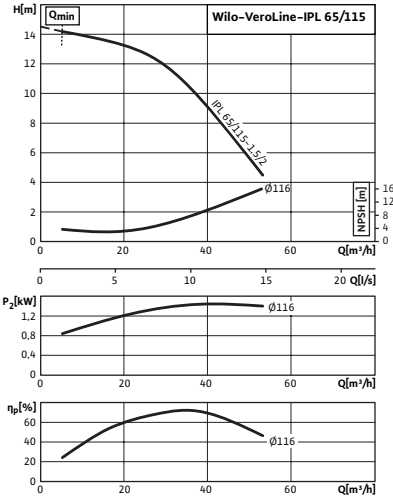 H[m]
Qmin
Wilo-VeroLine-IPL 65/115
14
12
10
8
6
4
2
0
IPL 65/115-1,5/2
Ø116
NPSH [m]
16
12
8
4
0
0 20 40 60 Q[m³/h]
0 5 10 15 20 Q[l/s]
P₂[kW]
1,2
0,8
0,4
0
Ø116
0 20 40 60 Q[m³/h]
ηp[%]
60
40
20
0
Ø116
0 20 40 60 Q[m³/h]